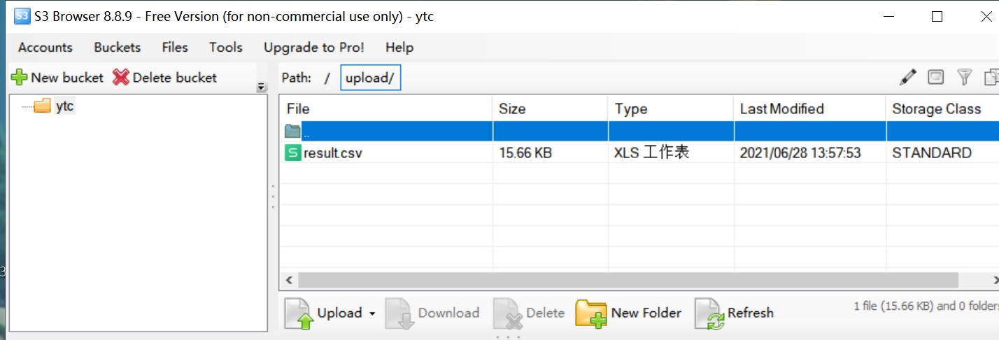 S3 S3 Browser 8.8.9 - Free Version (for non-commercial use only) - ytc
Accounts Buckets Files Tools Upgrade to Pro! Help
New bucket Delete bucket
Path: / upload/
ytc
File Size Type Last Modified Storage Class
..
S result.csv 15.66 KB XLS 工作表 2021/06/28 13:57:53 STANDARD
3
Upload Download Delete New Folder Refresh
1 file (15.66 KB) and 0 folders